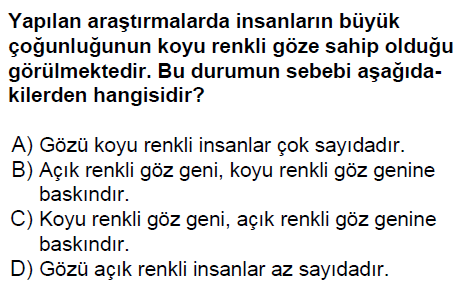 Yapılan araştırmalarda insanların büyük
çoğunluğunun koyu renkli göze sahip olduğu
görülmektedir. Bu durumun sebebi aşağıda-
kilerden hangisidir?
A) Gözü koyu renkli insanlar çok sayıdadır.
B) Açık renkli göz geni, koyu renkli göz genine
baskındır.
C) Koyu renkli göz geni, açık renkli göz genine
baskındır.
D) Gözü açık renkli insanlar az sayıdadır.